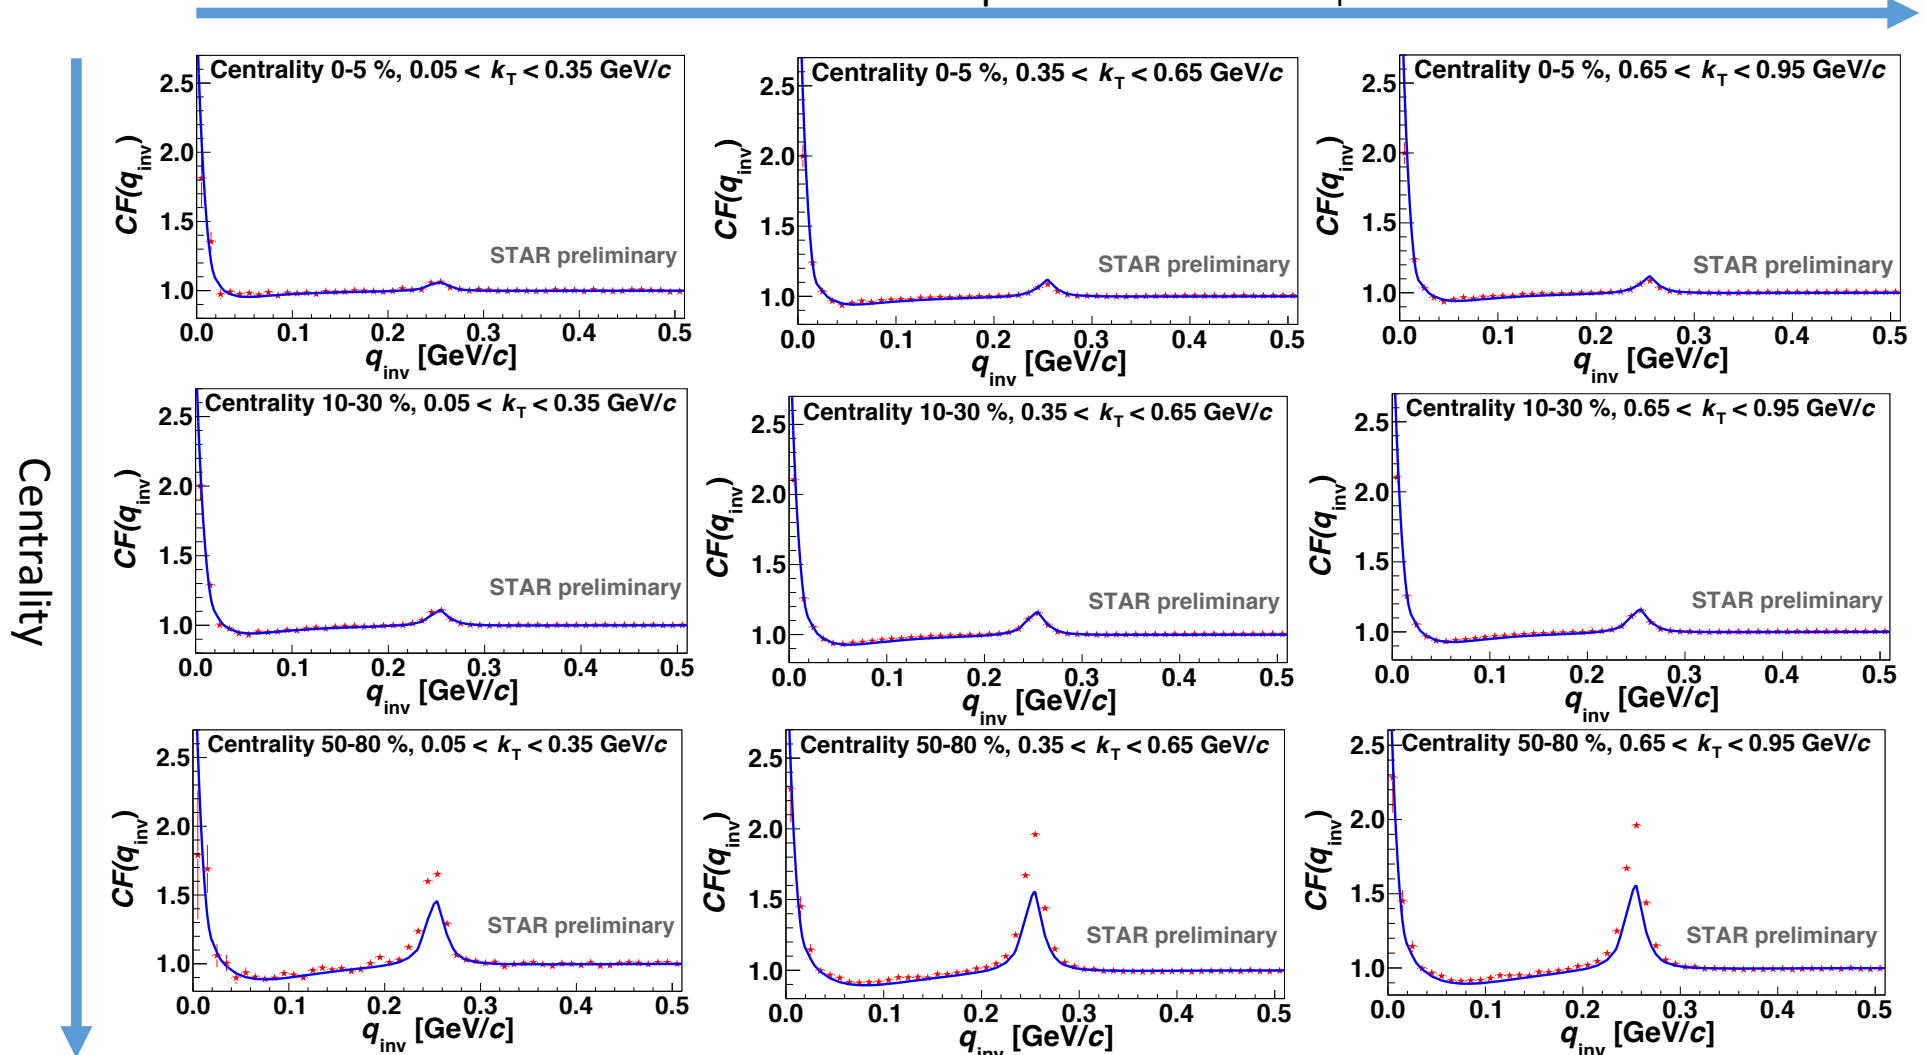 Centrality
Centrality 0-5 %, 0.05 < kT < 0.35 GeV/c
CF(qinv)
2.5
2.0
1.5
1.0
STAR preliminary
0.0 0.1 0.2 0.3 0.4 0.5
qinv [GeV/c]
Centrality 0-5 %, 0.35 < kT < 0.65 GeV/c
CF(qinv)
2.5
2.0
1.5
1.0
STAR preliminary
0.0 0.1 0.2 0.3 0.4 0.5
qinv [GeV/c]
Centrality 0-5 %, 0.65 < kT < 0.95 GeV/c
CF(qinv)
2.5
2.0
1.5
1.0
STAR preliminary
0.0 0.1 0.2 0.3 0.4 0.5
qinv [GeV/c]
Centrality 10-30 %, 0.05 < kT < 0.35 GeV/c
CF(qinv)
2.5
2.0
1.5
1.0
STAR preliminary
0.0 0.1 0.2 0.3 0.4 0.5
qinv [GeV/c]
Centrality 10-30 %, 0.35 < kT < 0.65 GeV/c
CF(qinv)
2.5
2.0
1.5
1.0
STAR preliminary
0.0 0.1 0.2 0.3 0.4 0.5
qinv [GeV/c]
Centrality 10-30 %, 0.65 < kT < 0.95 GeV/c
CF(qinv)
2.5
2.0
1.5
1.0
STAR preliminary
0.0 0.1 0.2 0.3 0.4 0.5
qinv [GeV/c]
Centrality 50-80 %, 0.05 < kT < 0.35 GeV/c
CF(qinv)
2.5
2.0
1.5
1.0
STAR preliminary
0.0 0.1 0.2 0.3 0.4 0.5
qinv [GeV/c]
Centrality 50-80 %, 0.35 < kT < 0.65 GeV/c
CF(qinv)
2.5
2.0
1.5
1.0
STAR preliminary
0.0 0.1 0.2 0.3 0.4 0.5
qinv [GeV/c]
Centrality 50-80 %, 0.65 < kT < 0.95 GeV/c
CF(qinv)
2.5
2.0
1.5
1.0
STAR preliminary
0.0 0.1 0.2 0.3 0.4 0.5
qinv [GeV/c]